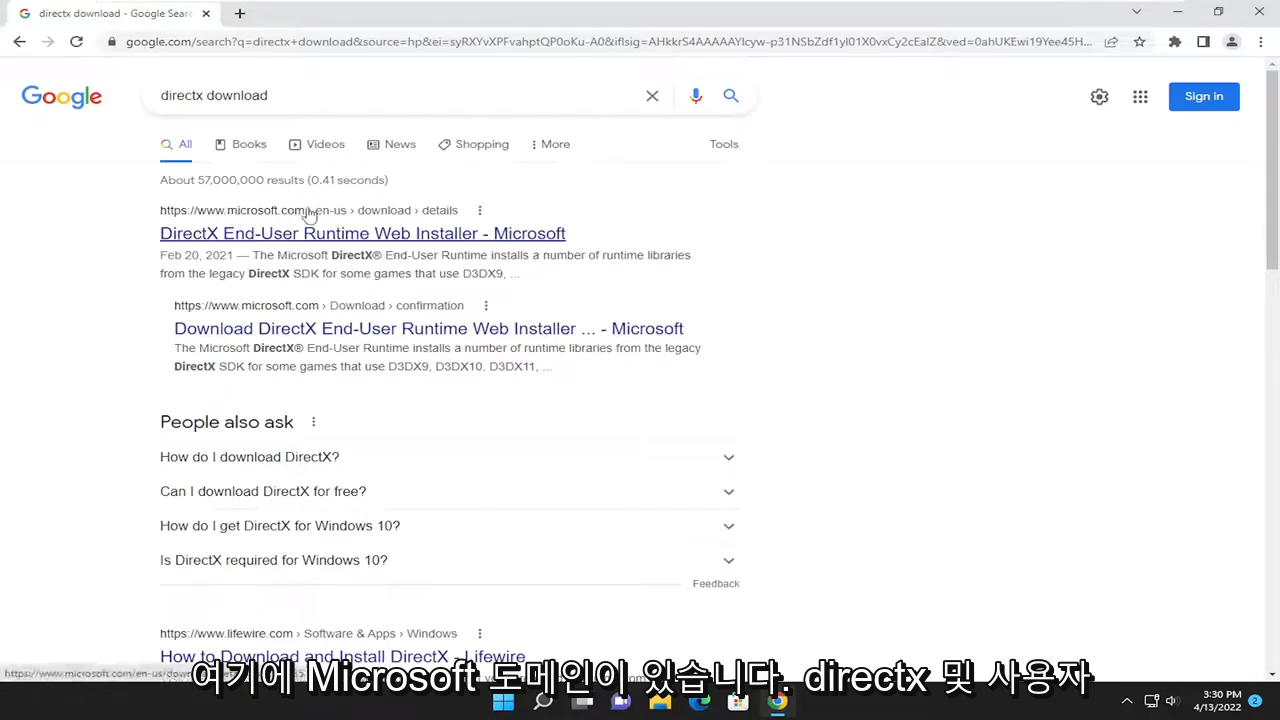 directx download - Google Sear
google.com/search?q=directx+download&source=hp&ei=syRXYvXPFvahptQP0oKu-A0&iflsig=AHkkrS4AAAAAYlcyw-p31NSbZdf1yl01X0vxCy2cEalZ&ved=0ahUKEwi19Yee45H...
Google
directx download
Sign in
All
Books
Videos
News
Shopping
More
Tools
About 57,000,000 results (0.41 seconds)
https://www.microsoft.com › en-us › download › details
DirectX End-User Runtime Web Installer - Microsoft
Feb 20, 2021 — The Microsoft DirectX® End-User Runtime installs a number of runtime libraries
from the legacy DirectX SDK for some games that use D3DX9, ...
https://www.microsoft.com › Download › confirmation
Download DirectX End-User Runtime Web Installer ... - Microsoft
The Microsoft DirectX® End-User Runtime installs a number of runtime libraries from the legacy
DirectX SDK for some games that use D3DX9, D3DX10, D3DX11, ...
People also ask
How do I download DirectX?
Can I download DirectX for free?
How do I get DirectX for Windows 10?
Is DirectX required for Windows 10?
Feedback
https://www.lifewire.com › Software & Apps › Windows
How to Download and Install DirectX - Lifewire
여기에 Microsoft 도메인이 있습니다. directx 및 사용자
3:30 PM
4/13/2022
2